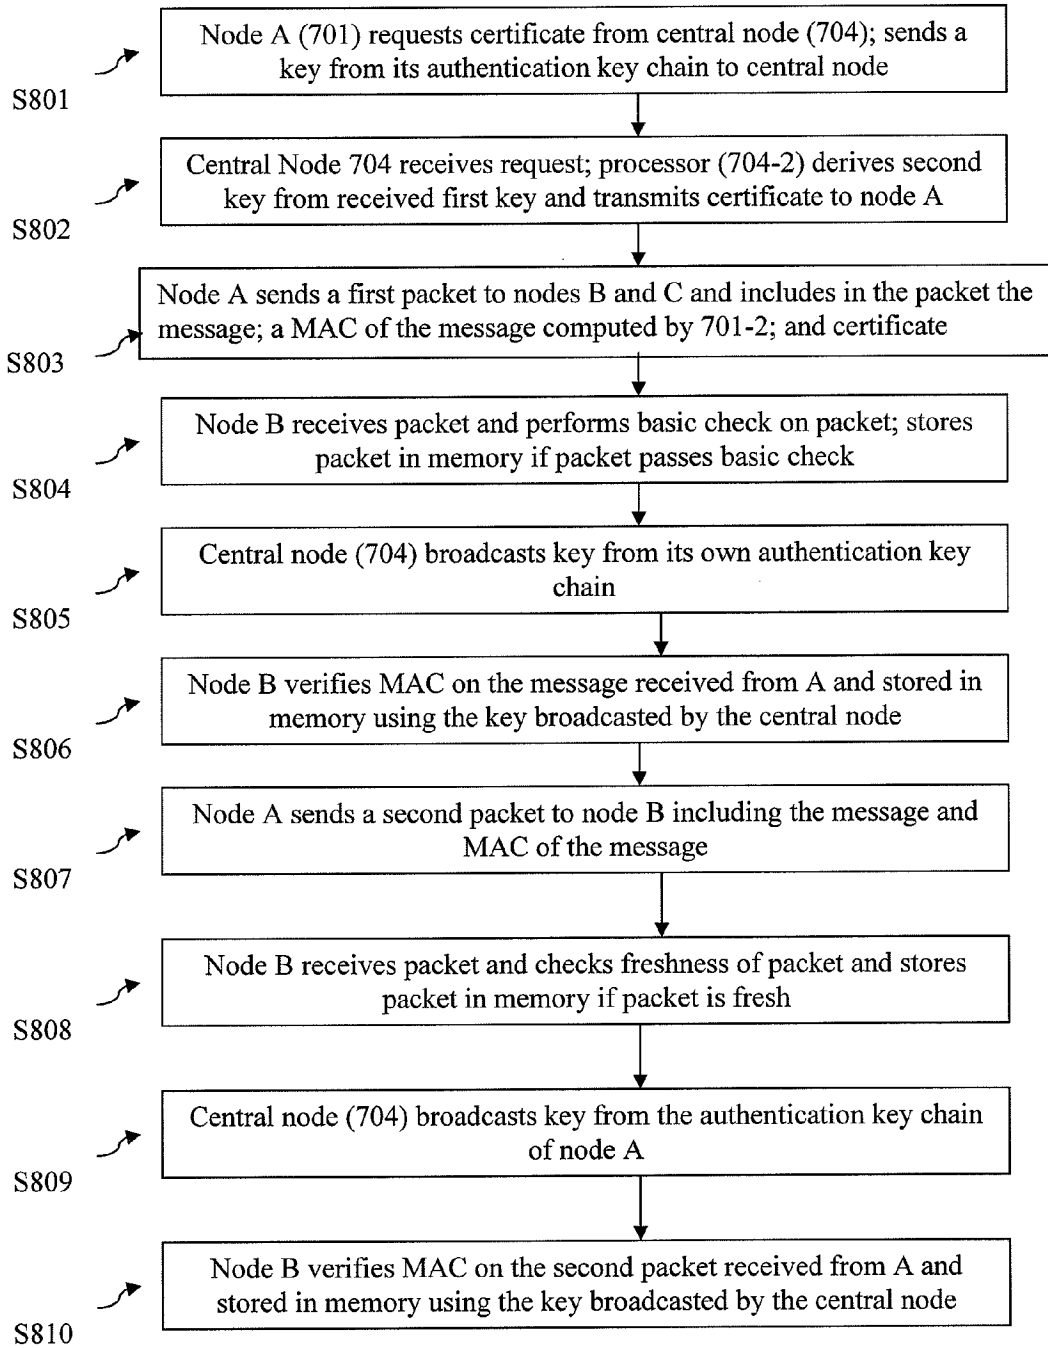 Node A (701) requests certificate from central node (704); sends a
key from its authentication key chain to central node
S801
Central Node 704 receives request; processor (704-2) derives second
key from received first key and transmits certificate to node A
S802
Node A sends a first packet to nodes B and C and includes in the packet the
message; a MAC of the message computed by 701-2; and certificate
S803
Node B receives packet and performs basic check on packet; stores
packet in memory if packet passes basic check
S804
Central node (704) broadcasts key from its own authentication key
chain
S805
Node B verifies MAC on the message received from A and stored in
memory using the key broadcasted by the central node
S806
Node A sends a second packet to node B including the message and
MAC of the message
S807
Node B receives packet and checks freshness of packet and stores
packet in memory if packet is fresh
S808
Central node (704) broadcasts key from the authentication key chain
of node A
S809
Node B verifies MAC on the second packet received from A and
stored in memory using the key broadcasted by the central node
S810